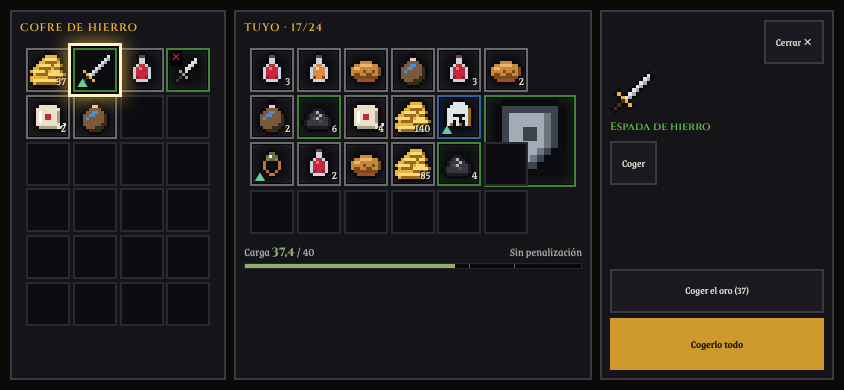 COFRE DE HIERRO
37
2
TUYO · 17/24
3
3
2
2
6
4
140
2
85
4
Carga 37,4 / 40
Sin penalización
Cerrar ✕
ESPADA DE HIERRO
Coger
Coger el oro (37)
Cogerlo todo